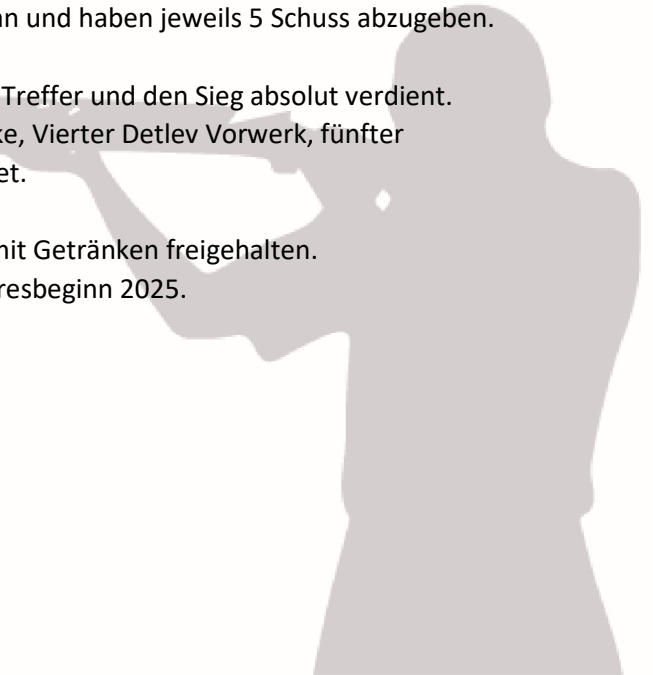 n und haben jeweils 5 Schuss abzugeben.
Treffer und den Sieg absolut verdient.
ke, Vierter Detlev Vorwerk, fünfter
et.
mit Getränken freigehalten.
resbeginn 2025.